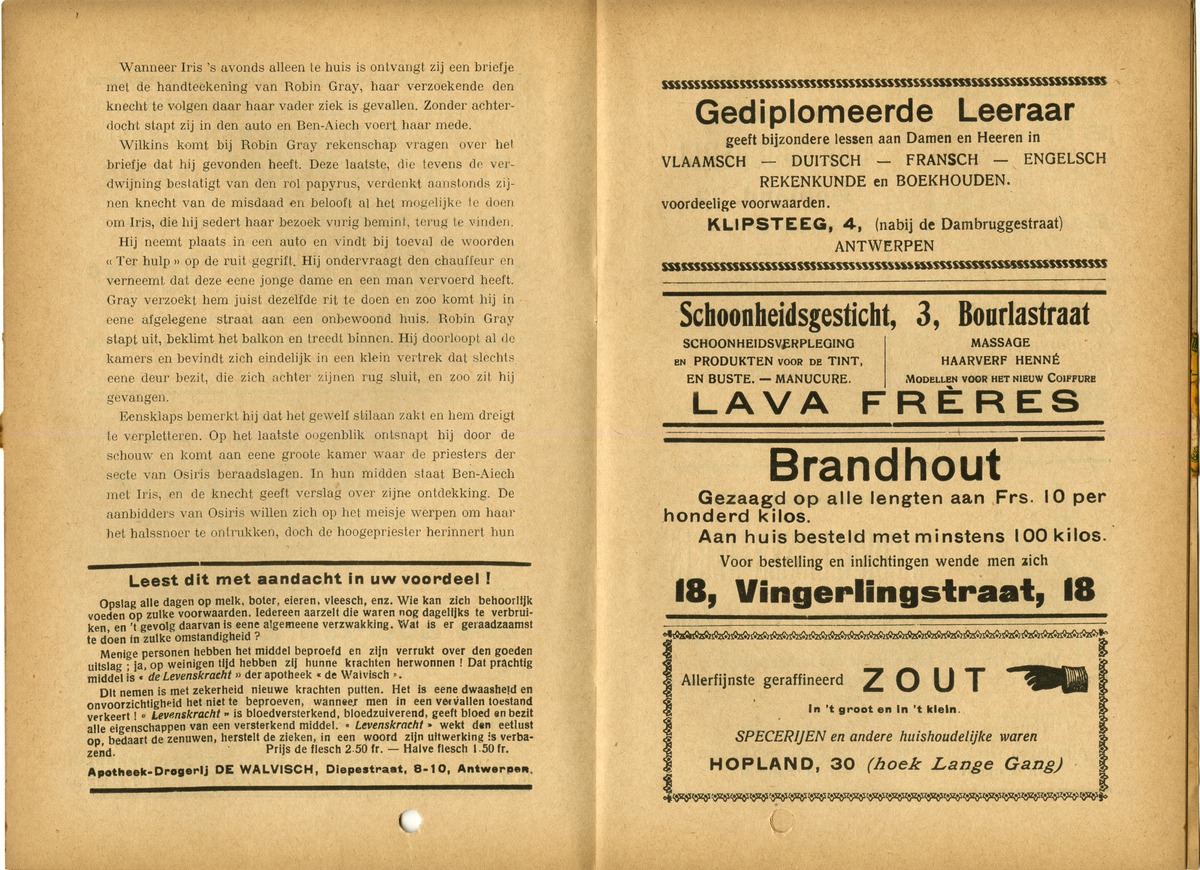 Wanneer Iris 's avonds alleen te huis is ontvangt zij een briefje
met de handteekening van Robin Gray, haar verzoekende den
knecht te volgen daar haar vader ziek is gevallen. Zonder achter-
docht stapt zij in den auto en Ben-Aiech voert haar mede.
Wilkins komt bij Robin Gray rekenschap vragen over het
briefje dat hij gevonden heeft. Deze laatste, die tevens de ver-
dwijning bestatigt van den rol papyrus, verdenkt aanstonds zij-
nen knecht van de misdaad en belooft al het mogelijke te doen
om Iris, die hij sedert haar bezoek vurig bemint, terug te vinden.
Hij neemt plaats in een auto en vindt bij toeval de woorden
« Ter hulp » op de ruit gegrift. Hij ondervraagt den chauffeur en
verneemt dat deze eene jonge dame en een man vervoerd heeft.
Gray verzoekt hem juist dezelfde rit te doen en zoo komt hij in
eene afgelegene straat aan een onbewoond huis. Robin Gray
stapt uit, beklimt het balkon en treedt binnen. Hij doorloopt al de
kamers en bevindt zich eindelijk in een klein vertrek dat slechts
eene deur bezit, die zich achter zijnen rug sluit, en zoo zit hij
gevangen.
Eensklaps bemerkt hij dat het gewelf stilaan zakt en hem dreigt
te verpletteren. Op het laatste oogenblik ontsnapt hij door de
schouw en komt aan eene groote kamer waar de priesters der
secte van Osiris beraadslagen. In hun midden staat Ben-Aiech
met Iris, en de knecht geeft verslag over zijne ontdekking. De
aanbidders van Osiris willen zich op het meisje werpen om haar
het halssnoer te ontrukken, doch de hoogepriester herinnert hun
Leest dit met aandacht in uw voordeel !
Opslag alle dagen op melk, boter, eieren, vleesch, enz. Wie kan zich behoorlijk
voeden op zulke voorwaarden. Iedereen aarzelt die waren nog dagelijks te verbrui-
ken, en 't gevolg daarvan is eene algemeene verzwakking. Wat is er geraadzaamst
te doen in zulke omstandigheid ?
Menige personen hebben het middel beproefd en zijn verrukt over den goeden
uitslag ; ja, op weinigen tijd hebben zij hunne krachten herwonnen ! Dat prachtig
middel is « de Levenskracht » der apotheek « de Walvisch ».
Dit nemen is met zekerheid nieuwe krachten putten. Het is eene dwaasheid en
onvoorzichtigheid het niet te beproeven, wanneer men in een vervallen toestand
verkeert ! « Levenskracht » is bloedversterkend, bloedzuiverend, geeft bloed en bezit
alle eigenschappen van een versterkend middel. « Levenskracht » wekt den eetlust
op, bedaart de zenuwen, herstelt de zieken, in een woord zijn uitwerking is verba-
zend. Prijs de flesch 2.50 fr. — Halve flesch 1.50 fr.
Apotheek-Drogerij DE WALVISCH, Diepestraat, 8-10, Antwerpen.
Gediplomeerde Leeraar
geeft bijzondere lessen aan Damen en Heeren in
VLAAMSCH — DUITSCH — FRANSCH — ENGELSCH
REKENKUNDE en BOEKHOUDEN.
voordeelige voorwaarden.
KLIPSTEEG, 4, (nabij de Dambruggestraat)
ANTWERPEN
Schoonheidsgesticht, 3, Bourlastraat
SCHOONHEIDSVERPLEGING
EN PRODUKTEN VOOR DE TINT,
EN BUSTE. — MANUCURE.
MASSAGE
HAARVERF HENNÉ
MODELLEN VOOR HET NIEUW COIFFURE
LAVA FRÈRES
Brandhout
Gezaagd op alle lengten aan Frs. 10 per
honderd kilos.
Aan huis besteld met minstens 100 kilos.
Voor bestelling en inlichtingen wende men zich
18, Vingerlingstraat, 18
Allerfijnste geraffineerd ZOUT
In 't groot en in 't klein.
SPECERIJEN en andere huishoudelijke waren
HOPLAND, 30 (hoek Lange Gang)